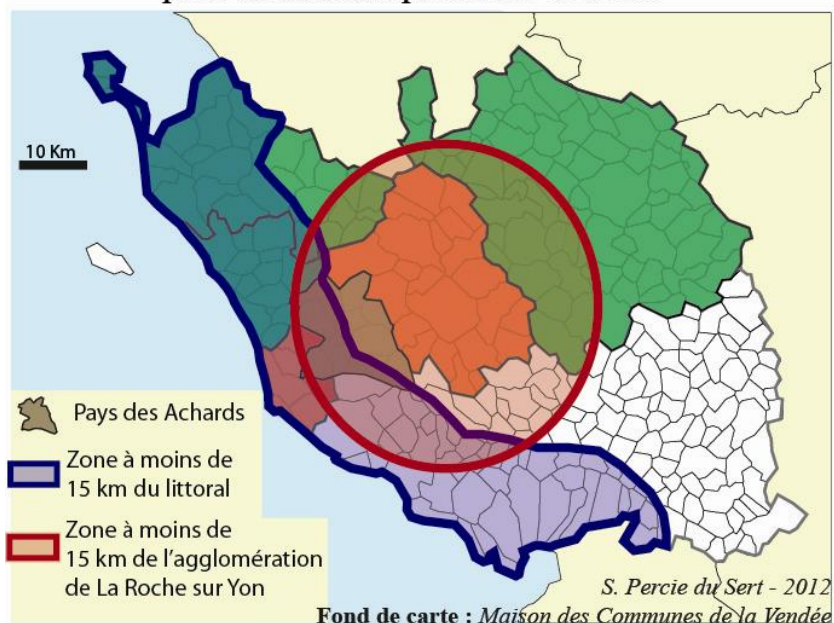 10 Km
Pays des Achards
Zone à moins de
15 km du littoral
Zone à moins de
15 km de l’agglomération
de La Roche sur Yon
S. Percie du Sert - 2012
Fond de carte : Maison des Communes de la Vendée